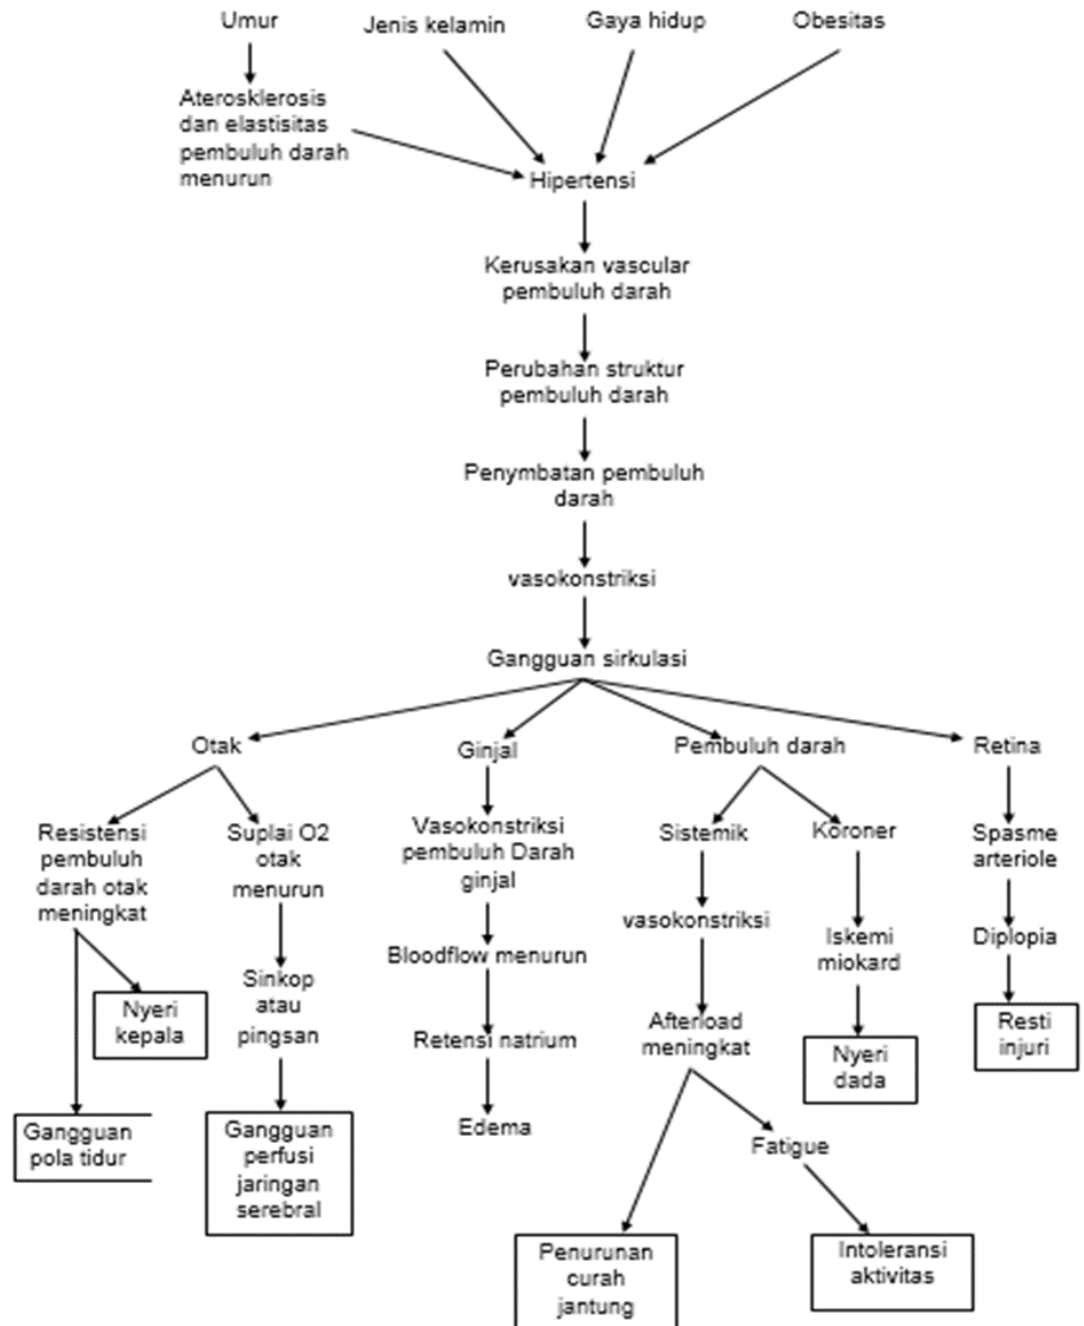 Umur
Jenis kelamin
Gaya hidup
Obesitas
Aterosklerosis
dan elastisitas
pembuluh darah
menurun
Hipertensi
Kerusakan vascular
pembuluh darah
Perubahan struktur
pembuluh darah
Penymbatan pembuluh
darah
vasokonstriksi
Gangguan sirkulasi
Otak
Ginjal
Pembuluh darah
Retina
Resistensi
pembuluh
darah otak
meningkat
Suplai O2
otak
menurun
Vasokonstriksi
pembuluh Darah
ginjal
Sistemik
Koroner
Spasme
arteriole
vasokonstriksi
Iskemi
miokard
Diplopia
Bloodflow menurun
Sinkop
atau
pingsan
Nyeri
kepala
Retensi natrium
Afterload
meningkat
Nyeri
dada
Resti
injuri
Gangguan
pola tidur
Gangguan
perfusi
jaringan
serebral
Edema
Fatigue
Penurunan
curah
jantung
Intoleransi
aktivitas